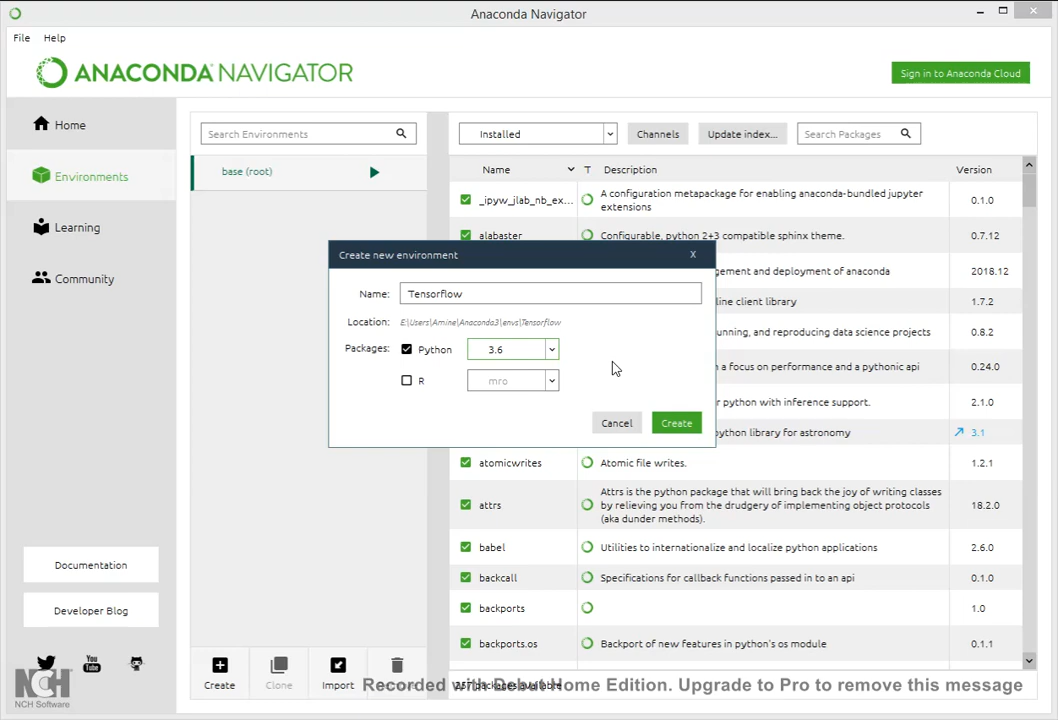 Anaconda Navigator
File Help
ANACONDA NAVIGATOR
Sign in to Anaconda Cloud
Home
Environments
Learning
Community
Documentation
Developer Blog
You Tube
NCH
NCH Software
Search Environments
base (root)
Create Clone Import
Installed Channels Update index... Search Packages
Name T Description Version
_ipyw_jlab_nb_ex... A configuration metapackage for enabling anaconda-bundled jupyter
extensions 0.1.0
alabaster Configurable, python 2+3 compatible sphinx theme. 0.7.12
gement and deployment of anaconda 2018.12
line client library 1.7.2
unning, and reproducing data science projects 0.8.2
h a focus on performance and a pythonic api 0.24.0
r python with inference support. 2.1.0
python library for astronomy 3.1
atomicwrites Atomic file writes. 1.2.1
attrs Attrs is the python package that will bring back the joy of writing classes
by relieving you from the drudgery of implementing object protocols
(aka dunder methods). 18.2.0
babel Utilities to internationalize and localize python applications 2.6.0
backcall Specifications for callback functions passed in to an api 0.1.0
backports 1.0
backports.os Backport of new features in python's os module 0.1.1
Create new environment X
Name: Tensorflow
Location: E:\Users\Amine\Anaconda3\envs\Tensorflow
Packages: Python 3.6
R mro
Cancel Create
Recorded with Debut Home Edition. Upgrade to Pro to remove this message